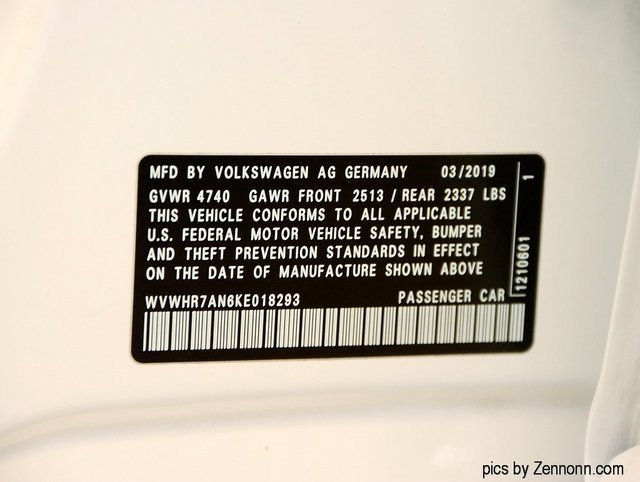 MFD BY VOLKSWAGEN AG GERMANY 03/2019
GVWR 4740 GAWR FRONT 2513 / REAR 2337 LBS
THIS VEHICLE CONFORMS TO ALL APPLICABLE
U.S. FEDERAL MOTOR VEHICLE SAFETY, BUMPER
AND THEFT PREVENTION STANDARDS IN EFFECT
ON THE DATE OF MANUFACTURE SHOWN ABOVE
WVWHR7AN6KE018293 PASSENGER CAR
1210601 1
pics by Zennonn.com